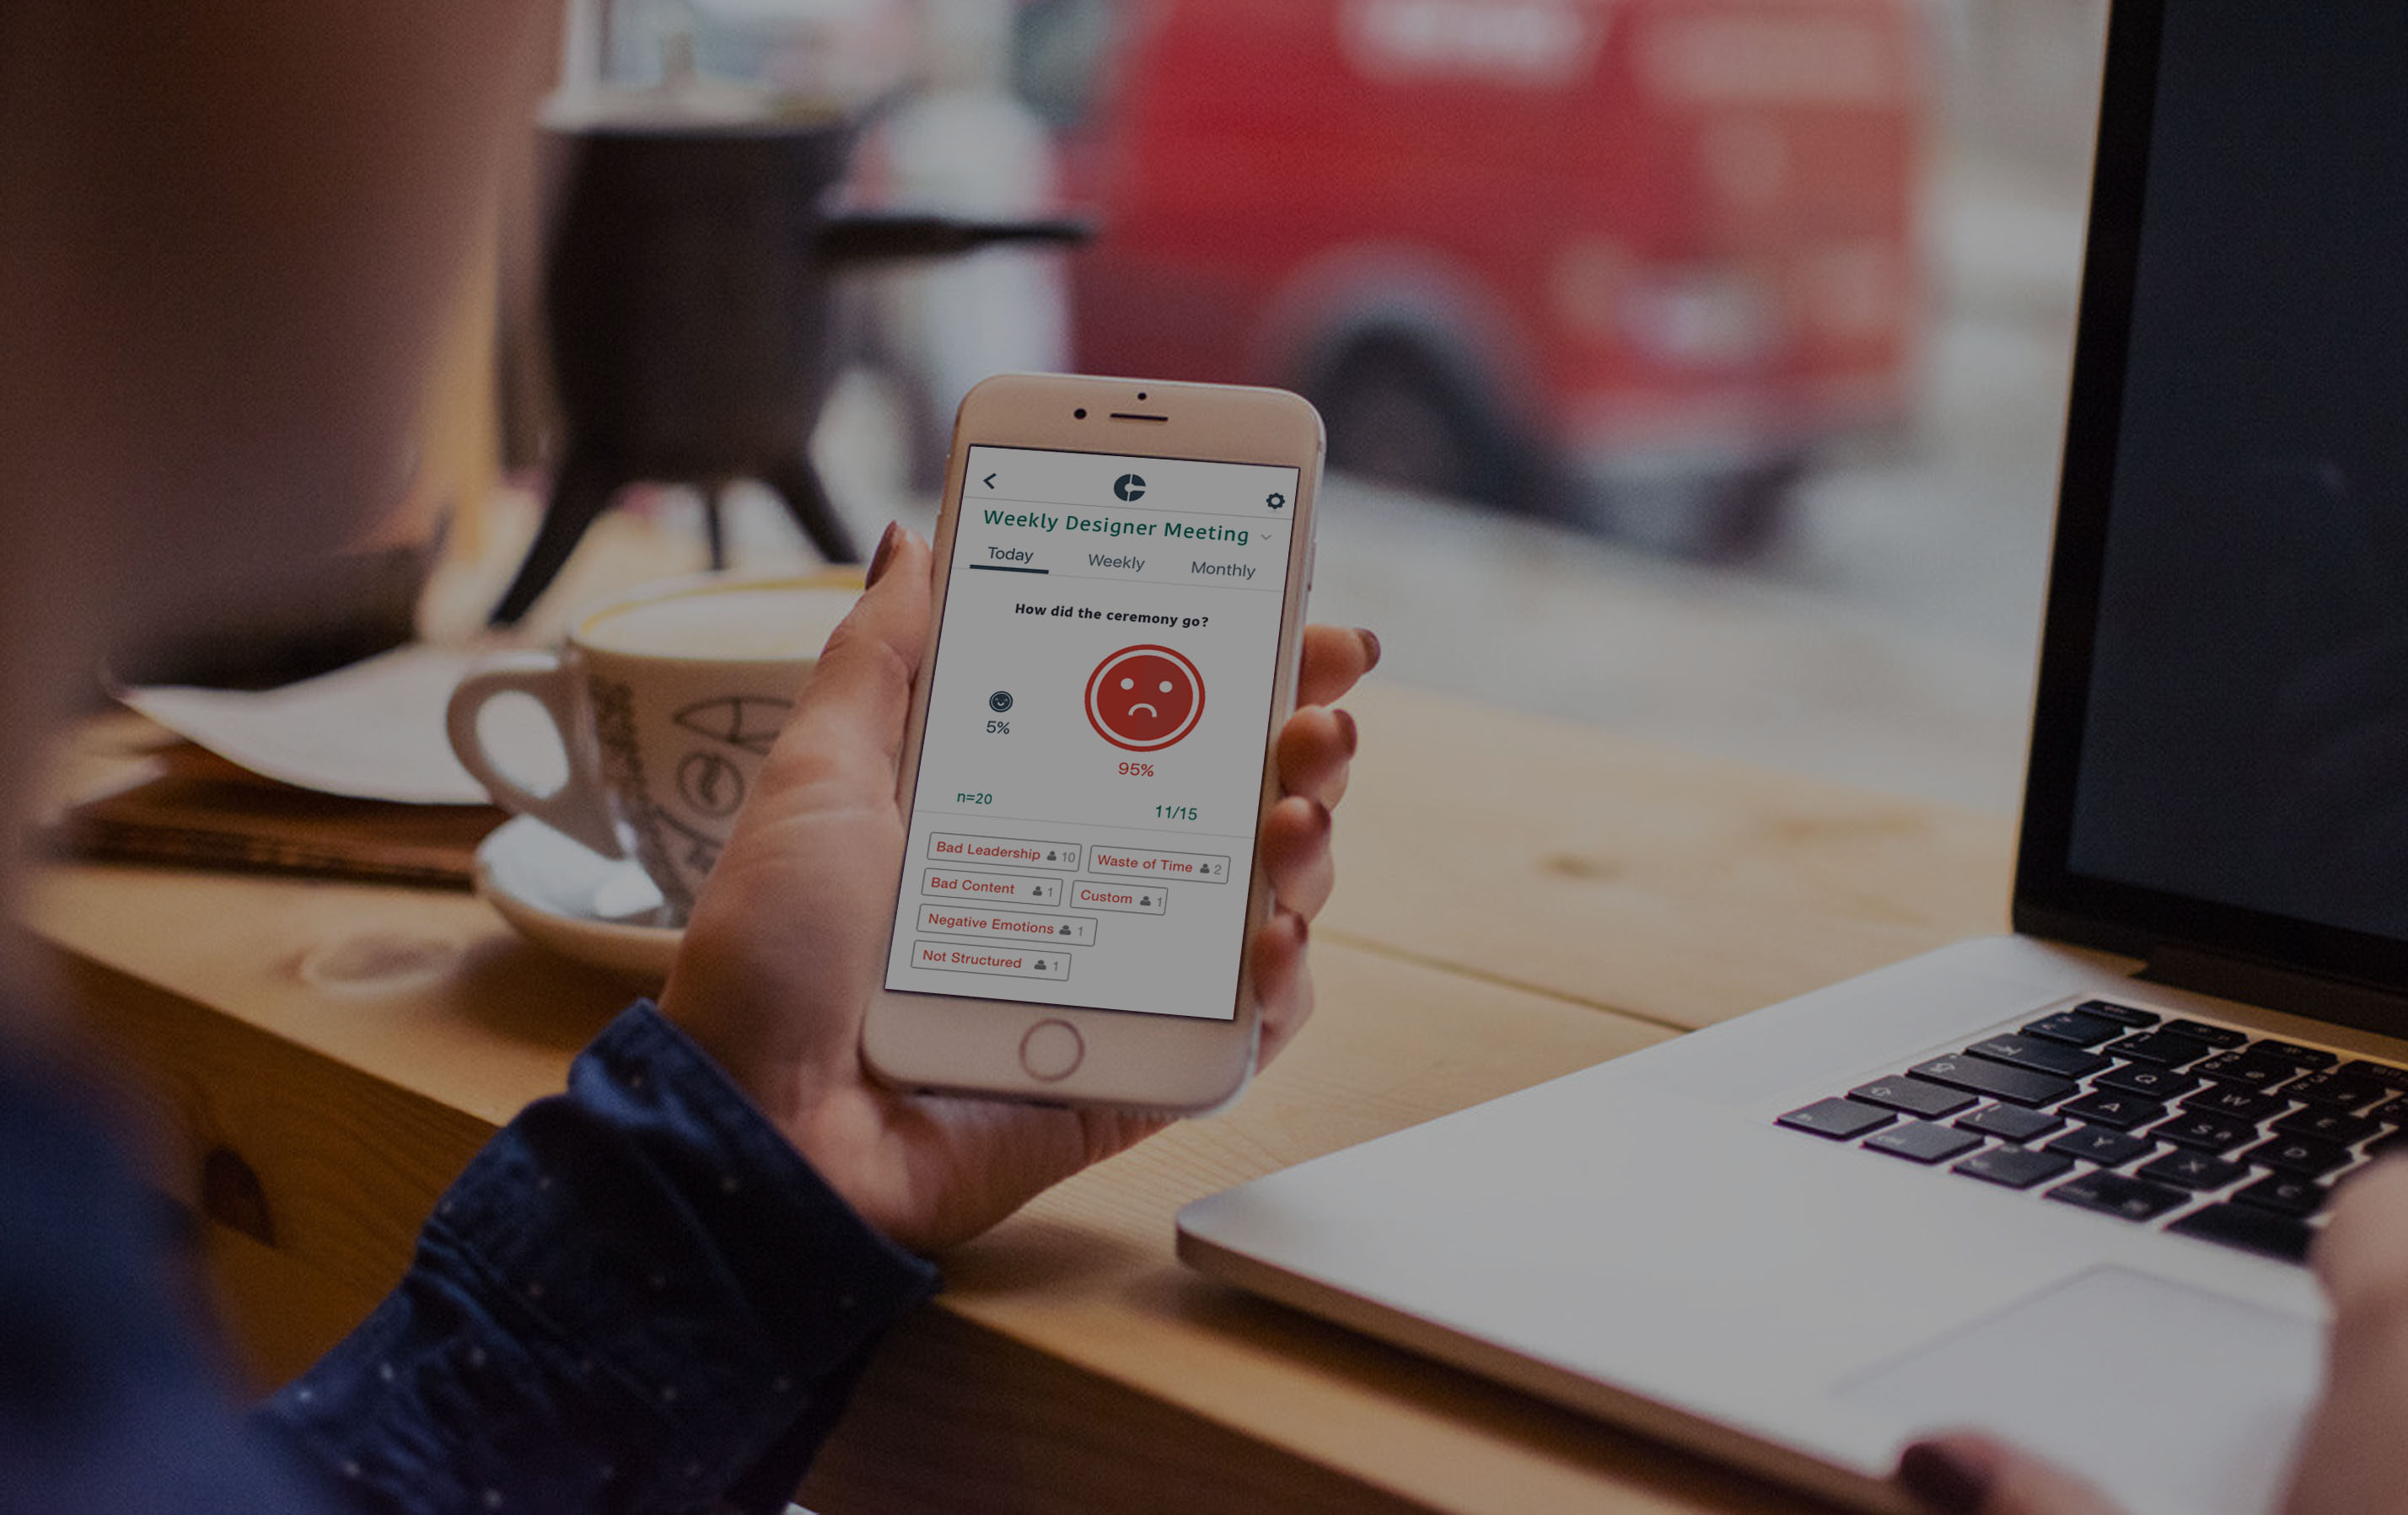 Weekly Designer Meeting
Today Weekly Monthly
How did the ceremony go?
5%
95%
n=20 11/15
Bad Leadership 10 Waste of Time 2
Bad Content 1 Custom 1
Negative Emotions 1
Not Structured 1
Q W E
A S D
Y X C